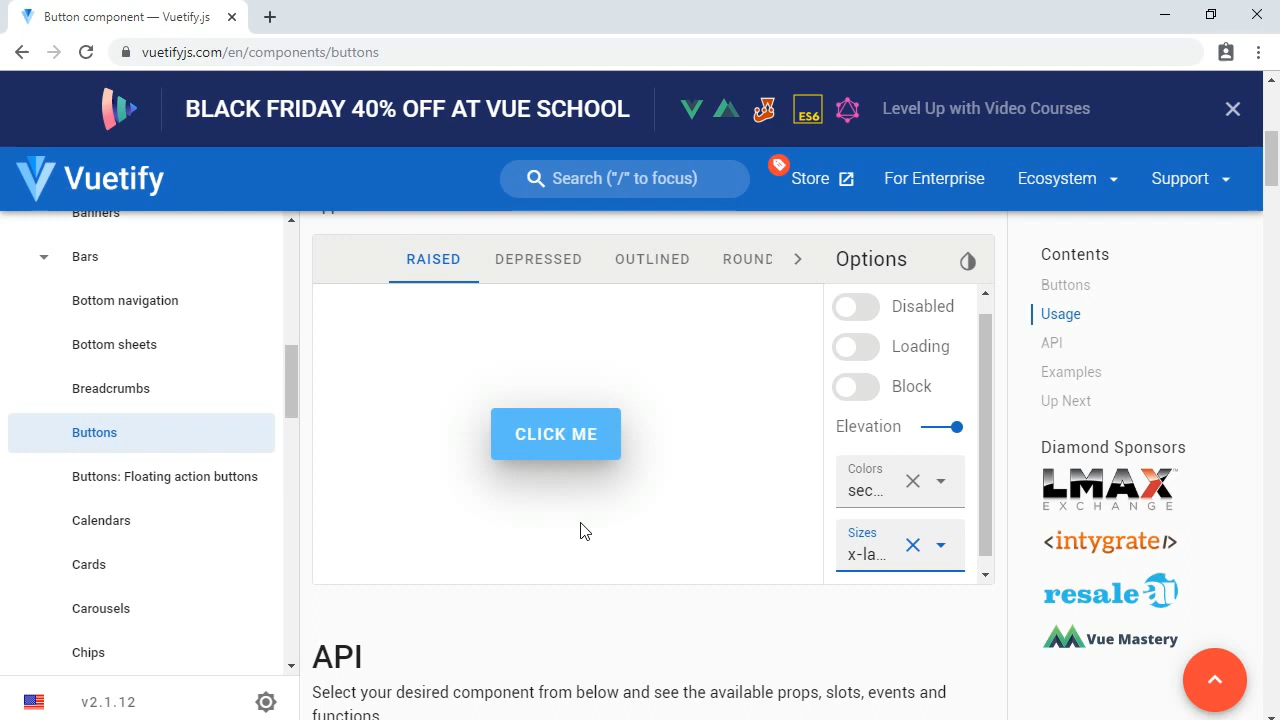 Button component — Vuetify.js
vuetifyjs.com/en/components/buttons
BLACK FRIDAY 40% OFF AT VUE SCHOOL
ES6
Level Up with Video Courses
Vuetify
Search ("/" to focus)
Store
For Enterprise
Ecosystem
Support
Banners
Bars
Bottom navigation
Bottom sheets
Breadcrumbs
Buttons
Buttons: Floating action buttons
Calendars
Cards
Carousels
Chips
v2.1.12
RAISED
DEPRESSED
OUTLINED
ROUND
Options
CLICK ME
Disabled
Loading
Block
Elevation
Colors
sec...
Sizes
x-la...
API
Select your desired component from below and see the available props, slots, events and
functions
Contents
Buttons
Usage
API
Examples
Up Next
Diamond Sponsors
LMAX
EXCHANGE
<intygrate/>
resale ai
Vue Mastery